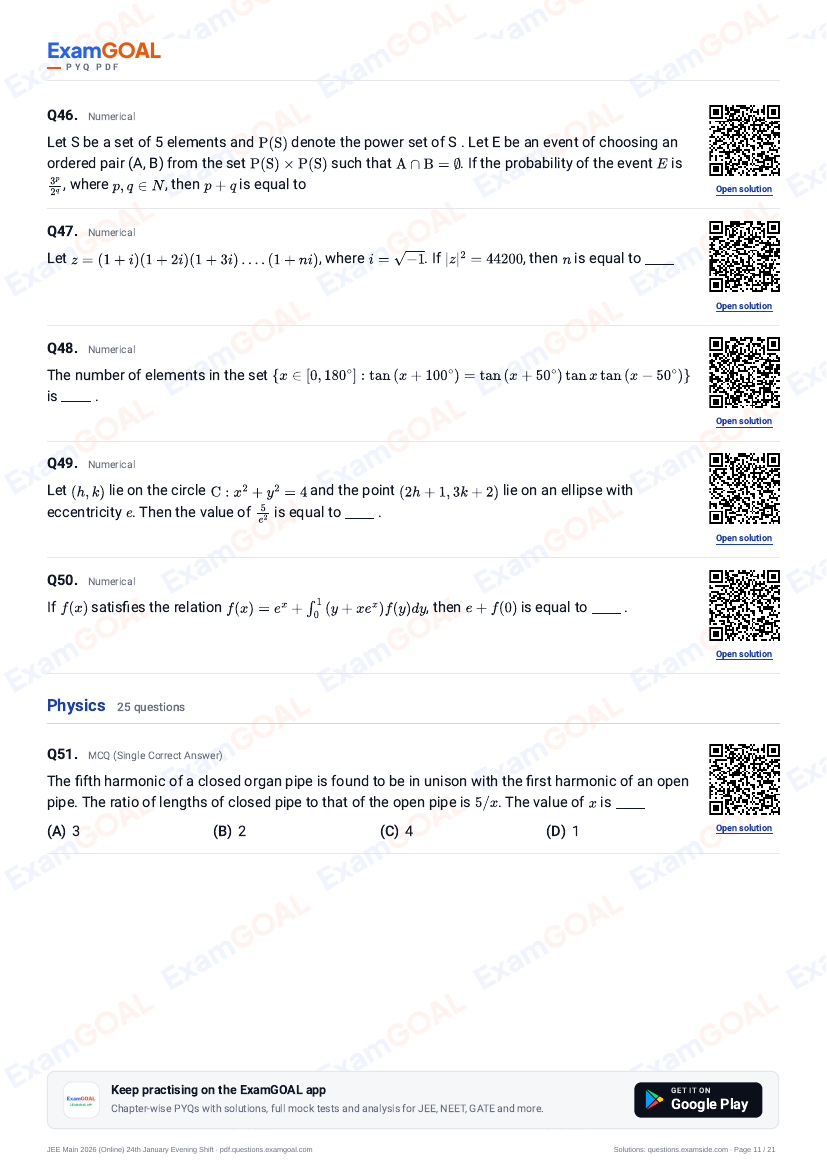 ExamGOAL
PYQ PDF
Q46. Numerical
Let S be a set of 5 elements and P(S) denote the power set of S . Let E be an event of choosing an
ordered pair (A, B) from the set P(S) × P(S) such that A ∩ B = ∅. If the probability of the event E is
3^p/2^q, where p, q ∈ N, then p + q is equal to
Open solution
Q47. Numerical
Let z = (1 + i)(1 + 2i)(1 + 3i) . . . . (1 + ni), where i = √−1. If |z|² = 44200, then n is equal to ____
Open solution
Q48. Numerical
The number of elements in the set {x ∈ [0, 180°] : tan (x + 100°) = tan (x + 50°) tan x tan (x − 50°)}
is ____ .
Open solution
Q49. Numerical
Let (h, k) lie on the circle C : x² + y² = 4 and the point (2h + 1, 3k + 2) lie on an ellipse with
eccentricity e. Then the value of 5/e² is equal to ____ .
Open solution
Q50. Numerical
If f(x) satisfies the relation f(x) = e^x + ∫₀¹ (y + xe^x)f(y)dy, then e + f(0) is equal to ____ .
Open solution
Physics 25 questions
Q51. MCQ (Single Correct Answer)
The fifth harmonic of a closed organ pipe is found to be in unison with the first harmonic of an open
pipe. The ratio of lengths of closed pipe to that of the open pipe is 5/x. The value of x is ____
(A) 3 (B) 2 (C) 4 (D) 1
Open solution
Keep practising on the ExamGOAL app
Chapter-wise PYQs with solutions, full mock tests and analysis for JEE, NEET, GATE and more.
GET IT ON
Google Play
JEE Main 2026 (Online) 24th January Evening Shift · pdf.questions.examgoal.com
Solutions: questions.examside.com · Page 11 / 21